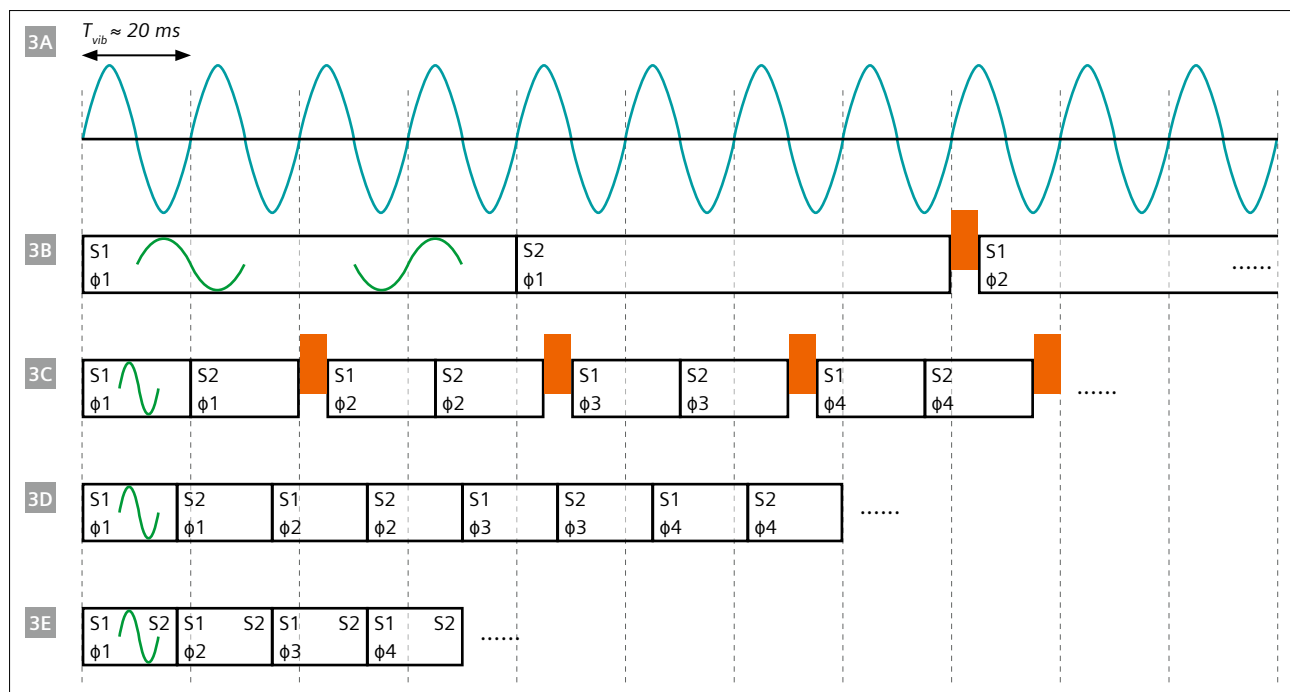 3A
T_vib ≈ 20 ms
3B
S1 S2 S1
ϕ1 ϕ1 ϕ2 ......
3C
S1 S2 S1 S2 S1 S2 S1 S2
ϕ1 ϕ1 ϕ2 ϕ2 ϕ3 ϕ3 ϕ4 ϕ4 ......
3D
S1 S2 S1 S2 S1 S2 S1 S2
ϕ1 ϕ1 ϕ2 ϕ2 ϕ3 ϕ3 ϕ4 ϕ4 ......
3E
S1 S2 S1 S2 S1 S2 S1 S2
ϕ1 ϕ2 ϕ3 ϕ4 ......